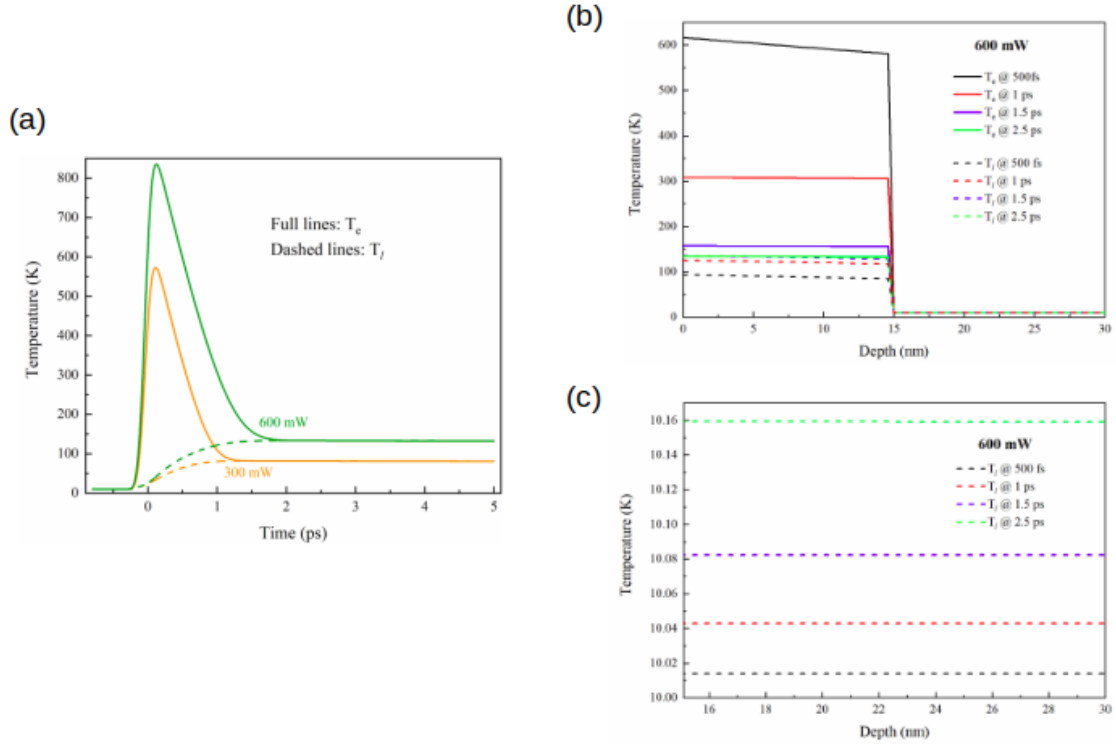 (a)
800
700
600
500
400
300
200
100
0
Temperature (K)
Full lines: Te
Dashed lines: Tl
600 mW
300 mW
0
1
2
3
4
5
Time (ps)
(b)
600
500
400
300
200
100
0
Temperature (K)
600 mW
Te @ 500fs
Te @ 1 ps
Te @ 1.5 ps
Te @ 2.5 ps
Tl @ 500 fs
Tl @ 1 ps
Tl @ 1.5 ps
Tl @ 2.5 ps
0
5
10
15
20
25
30
Depth (nm)
(c)
10.16
10.14
10.12
10.10
10.08
10.06
10.04
10.02
10.00
Temperature (K)
600 mW
Tl @ 500 fs
Tl @ 1 ps
Tl @ 1.5 ps
Tl @ 2.5 ps
16
18
20
22
24
26
28
30
Depth (nm)